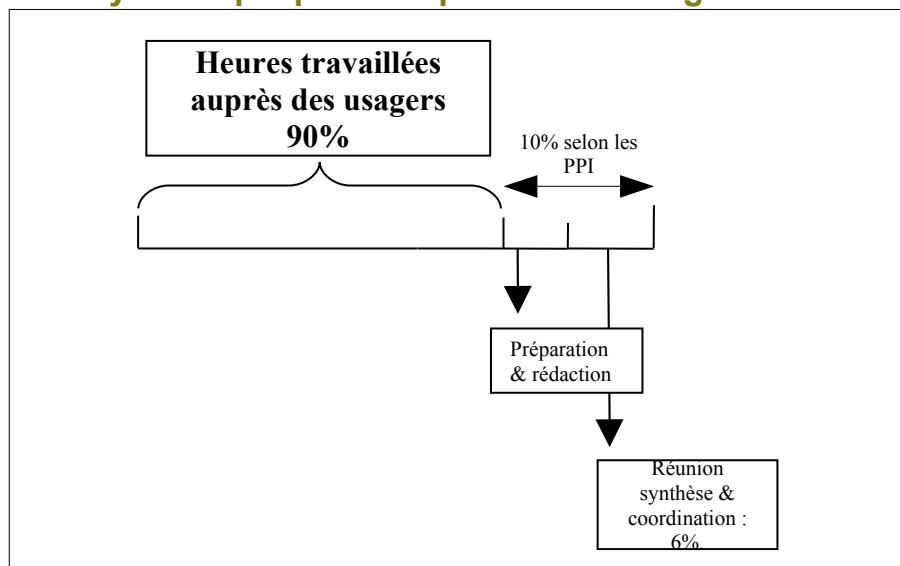 Heures travaillées
auprès des usagers
90%
10% selon les
PPI
Préparation
& rédaction
Réunion
synthèse &
coordination :
6%.